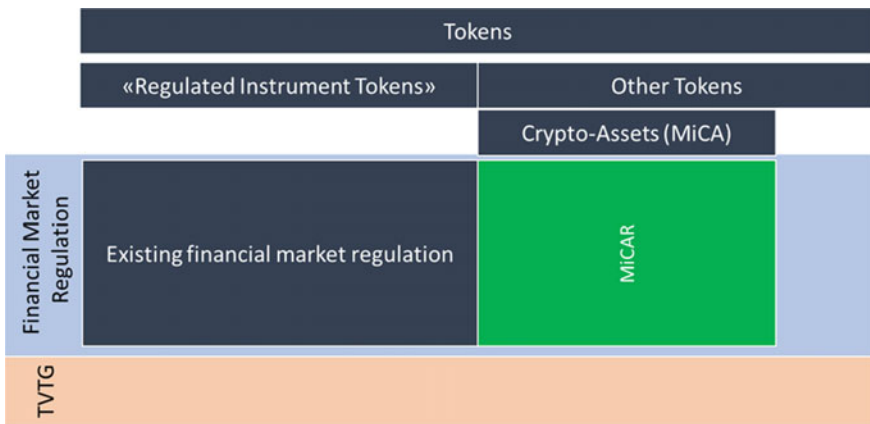 Tokens
«Regulated Instrument Tokens»
Other Tokens
Crypto-Assets (MiCA)
Financial Market
Regulation
Existing financial market regulation
MiCAR
TVTG